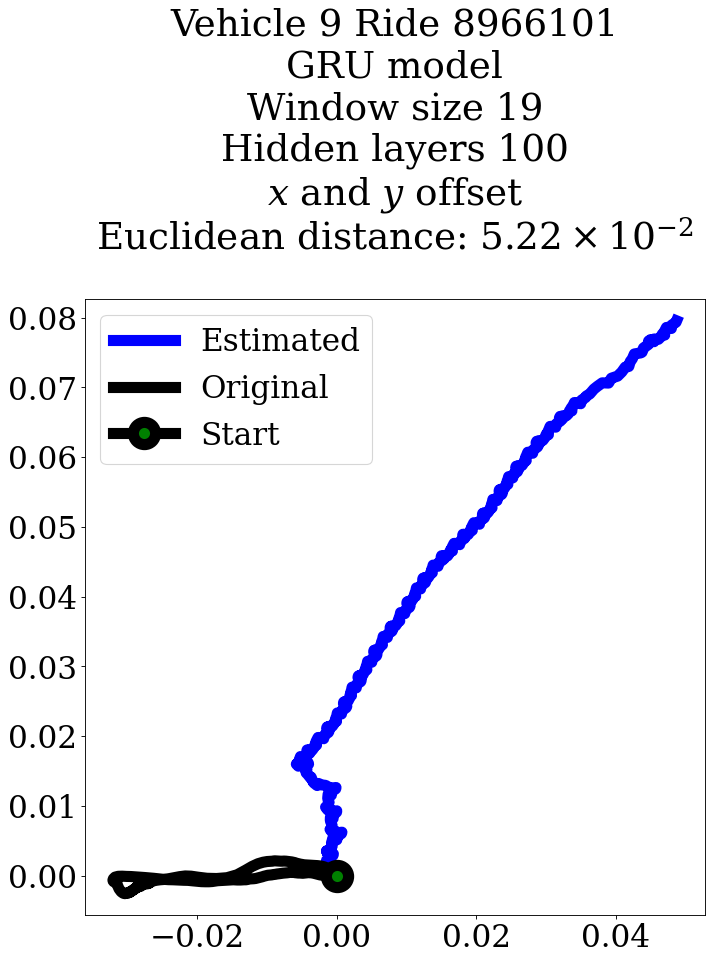 Vehicle 9 Ride 8966101
GRU model
Window size 19
Hidden layers 100
x and y offset
Euclidean distance: 5.22 × 10⁻²
Estimated
Original
Start
0.08
0.07
0.06
0.05
0.04
0.03
0.02
0.01
0.00
−0.02 0.00 0.02 0.04